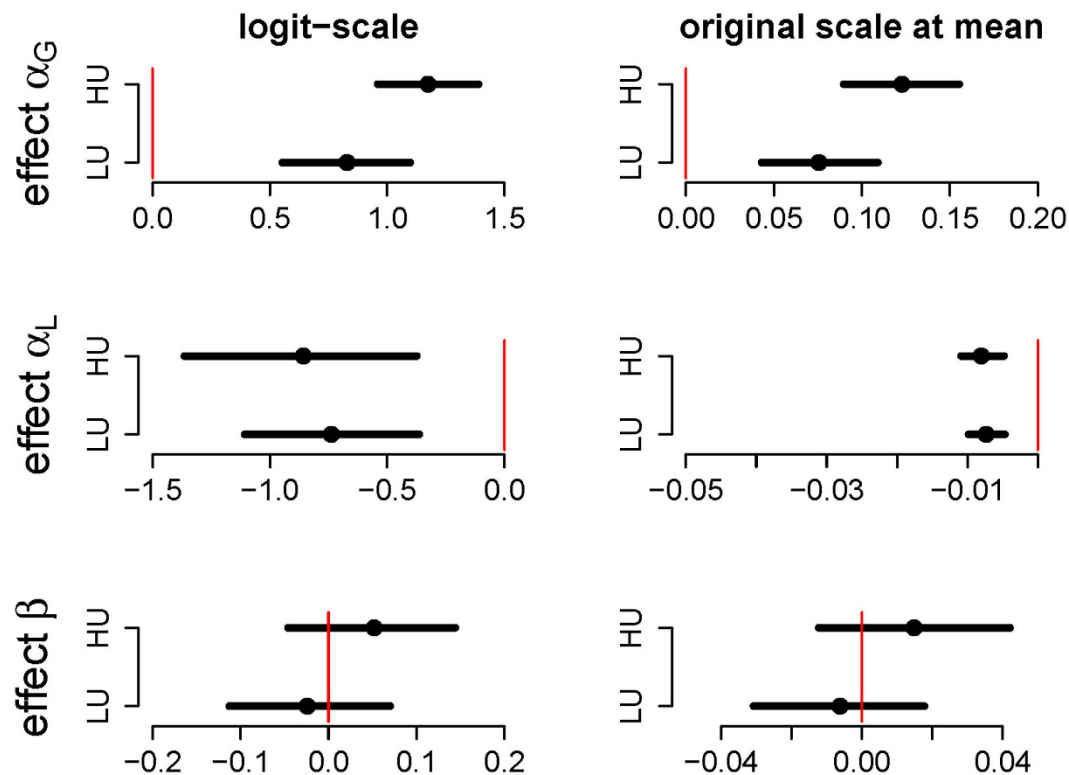 logit−scale
original scale at mean
effect αG
HU
LU
0.0 0.5 1.0 1.5
HU
LU
0.00 0.05 0.10 0.15 0.20
effect αL
HU
LU
−1.5 −1.0 −0.5 0.0
HU
LU
−0.05 −0.03 −0.01
effect β
HU
LU
−0.2 −0.1 0.0 0.1 0.2
HU
LU
−0.04 0.00 0.04